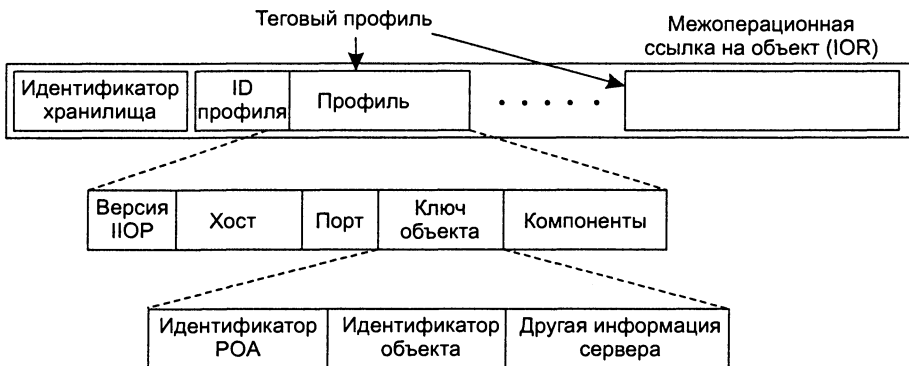 Теговый профиль
Межоперационная
ссылка на объект (IOR)
Идентификатор
хранилища
ID
профиля
Профиль
Версия
IIOP
Хост
Порт
Ключ
объекта
Компоненты
Идентификатор
POA
Идентификатор
объекта
Другая информация
сервера